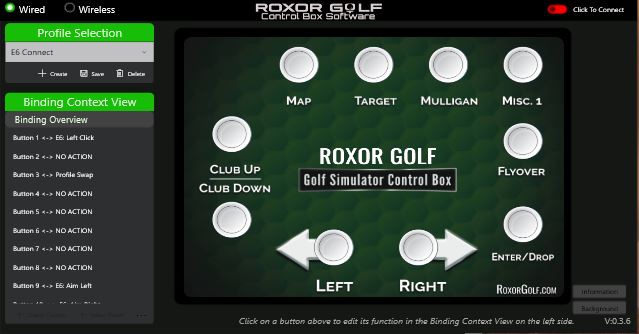 Wired
Wireless
ROXOR GOLF
Control Box Software
Click To Connect
Profile Selection
E6 Connect
Create
Save
Delete
Binding Context View
Binding Overview
Button 1 <-> E6: Left Click
Button 2 <-> NO ACTION
Button 3 <-> Profile Swap
Button 4 <-> NO ACTION
Button 5 <-> NO ACTION
Button 6 <-> NO ACTION
Button 7 <-> NO ACTION
Button 8 <-> NO ACTION
Button 9 <-> E6: Aim Left
MAP
TARGET
MULLIGAN
MISC. 1
CLUB UP
CLUB DOWN
ROXOR GOLF
Golf Simulator Control Box
FLYOVER
LEFT
RIGHT
ENTER/DROP
ROXORGOLF.COM
Information
Background
Click on a button above to edit its function in the Binding Context View on the left side.
V:0.3.6